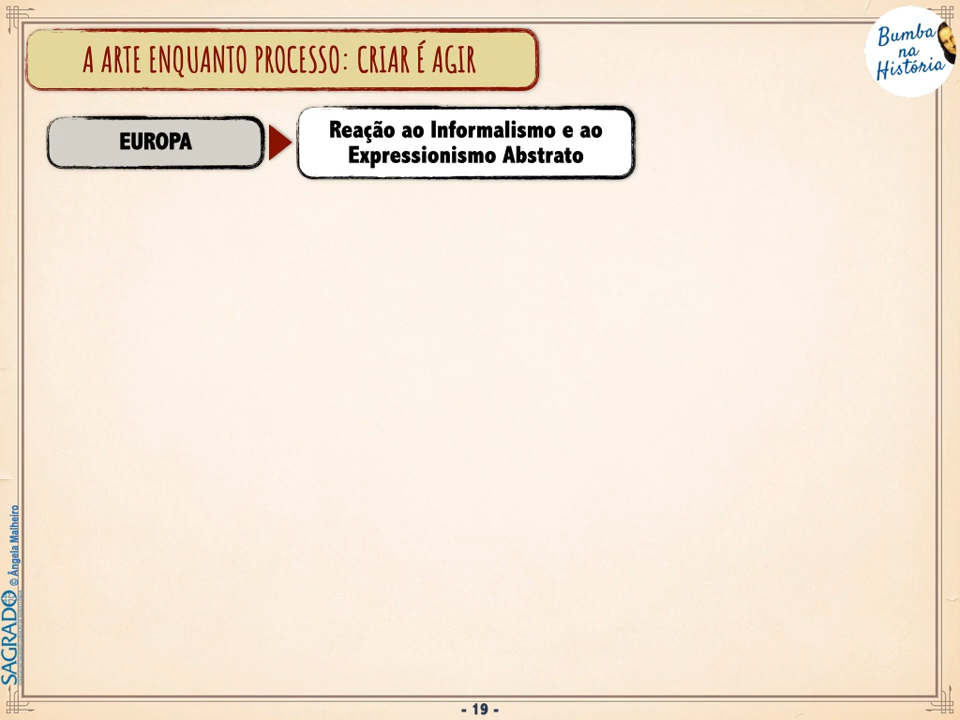 A ARTE ENQUANTO PROCESSO: CRIAR É AGIR
Bumba
na
História
EUROPA
Reação ao Informalismo e ao
Expressionismo Abstrato
© Ângela Malheiro
SAGRADO
- 19 -